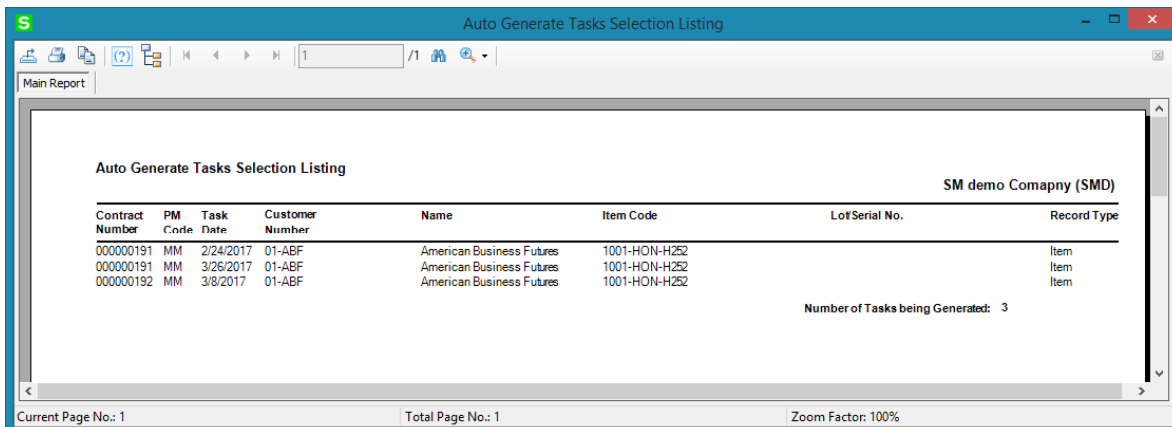 S Auto Generate Tasks Selection Listing
1 /1
Main Report
Auto Generate Tasks Selection Listing
SM demo Comapny (SMD)
Contract Number PM Code Task Date Customer Number Name Item Code Lot/Serial No. Record Type
000000191 MM 2/24/2017 01-ABF American Business Futures 1001-HON-H252 Item
000000191 MM 3/26/2017 01-ABF American Business Futures 1001-HON-H252 Item
000000192 MM 3/8/2017 01-ABF American Business Futures 1001-HON-H252 Item
Number of Tasks being Generated: 3
Current Page No.: 1 Total Page No.: 1 Zoom Factor: 100%